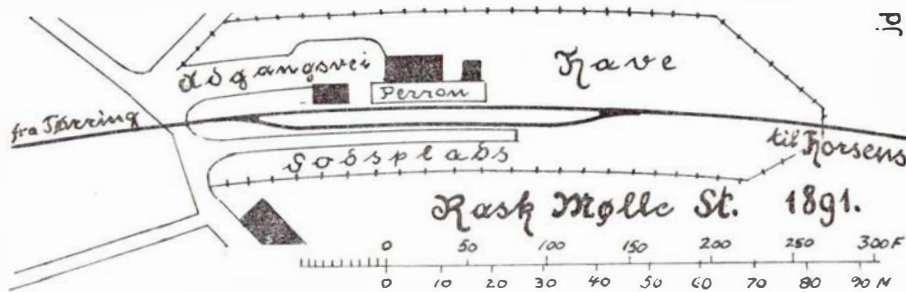 jd
Adgangsvei
Have
Perron
fra Tørring
til Horsens
Godsplads
Rask Mølle St. 1891.
0 50 100 150 200 250 300 F
0 10 20 30 40 50 60 70 80 90 M